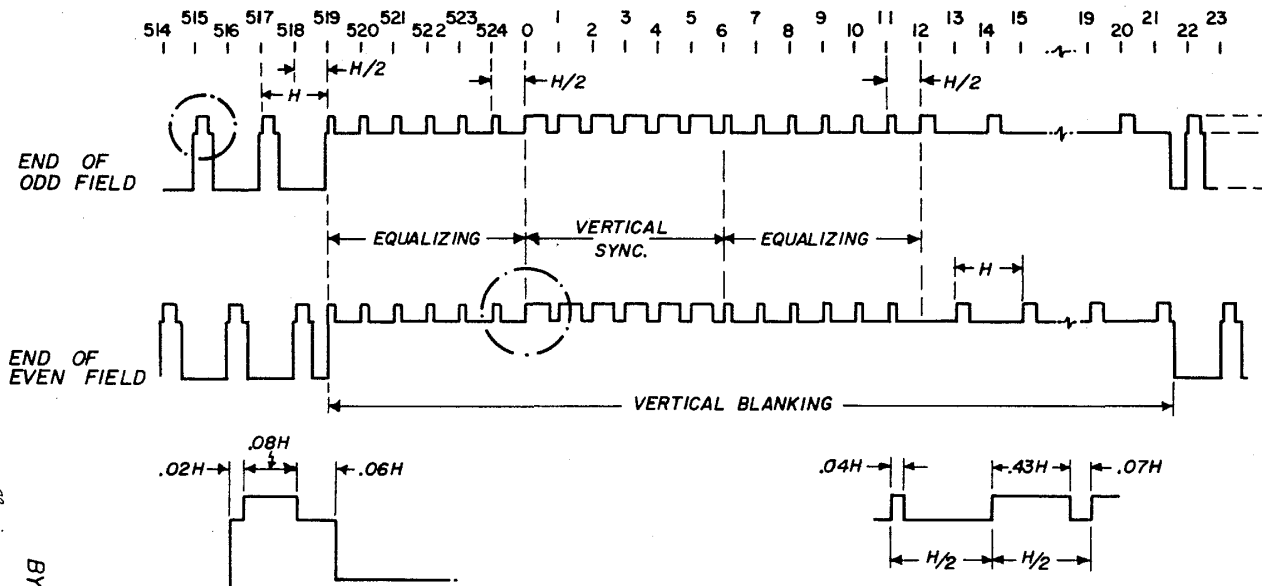 514 515 516 517 518 519 520 521 522 523 524 0 1 2 3 4 5 6 7 8 9 10 11 12 13 14 15 19 20 21 22 23
H/2
H
H/2
H/2
END OF
ODD FIELD
EQUALIZING
VERTICAL
SYNC.
EQUALIZING
H
END OF
EVEN FIELD
VERTICAL BLANKING
.02H
.08H
.06H
.04H
.43H
.07H
H/2
H/2
BY